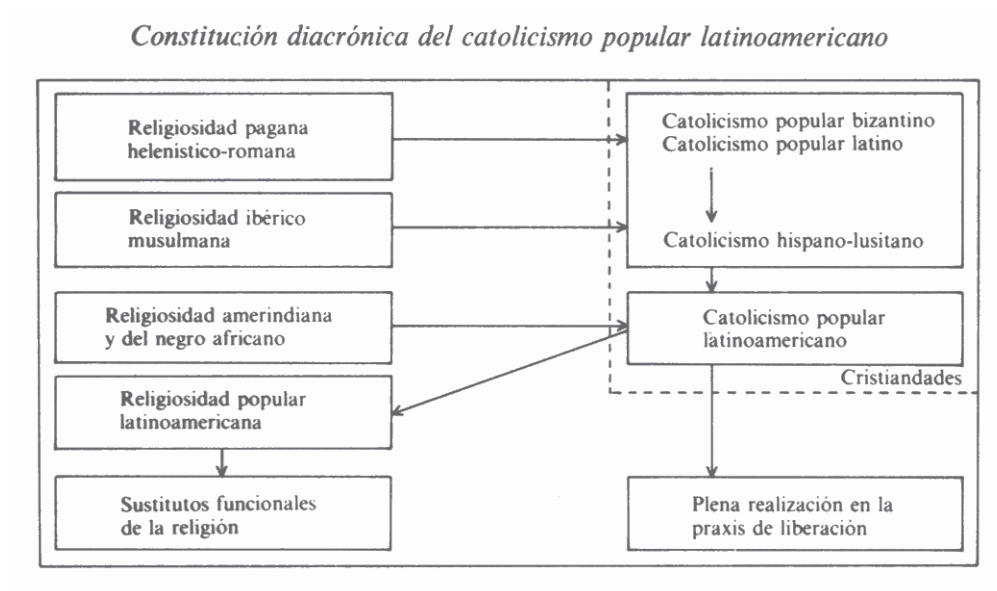 Constitución diacrónica del catolicismo popular latinoamericano
Religiosidad pagana
helenístico-romana
Catolicismo popular bizantino
Catolicismo popular latino
Religiosidad ibérico
musulmana
Catolicismo hispano-lusitano
Religiosidad amerindiana
y del negro africano
Catolicismo popular
latinoamericano
Cristiandades
Religiosidad popular
latinoamericana
Sustitutos funcionales
de la religión
Plena realización en la
praxis de liberación